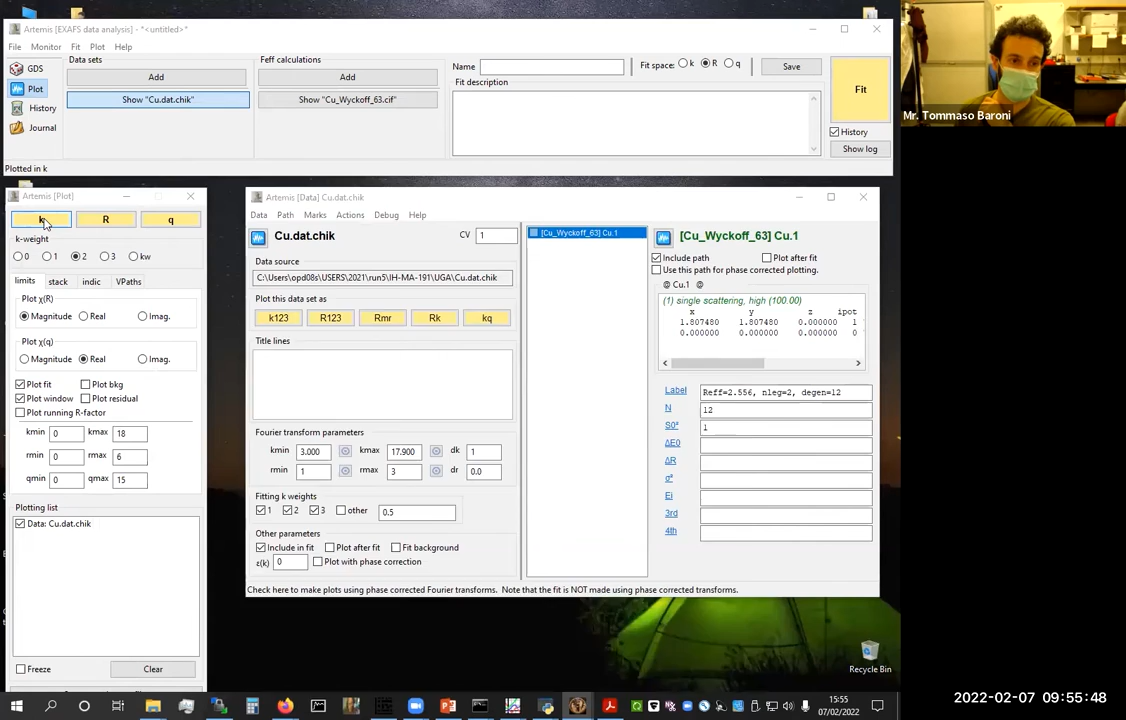 Artemis [EXAFS data analysis] - *<untitled>*
File Monitor Fit Plot Help
GDS
Plot
History
Journal
Data sets
Add
Show "Cu.dat.chik"
Feff calculations
Add
Show "Cu_Wyckoff_63.cif"
Name
Fit space: k R q
Save
Fit description
Fit
History
Show log
Plotted in k
Mr. Tommaso Baroni
Artemis [Plot]
k R q
k-weight
0 1 2 3 kw
limits stack indic VPaths
Plot χ(R)
Magnitude Real Imag.
Plot χ(q)
Magnitude Real Imag.
Plot fit Plot bkg
Plot window Plot residual
Plot running R-factor
kmin 0 kmax 18
rmin 0 rmax 6
qmin 0 qmax 15
Plotting list
Data: Cu.dat.chik
Freeze Clear
Artemis [Data] Cu.dat.chik
Data Path Marks Actions Debug Help
Cu.dat.chik CV 1
Data source
C:\Users\opd08s\USERS\2021\run5\IH-MA-191\UGA\Cu.dat.chik
Plot this data set as
k123 R123 Rmr Rk kq
Title lines
Fourier transform parameters
kmin 3.000 kmax 17.900 dk 1
rmin 1 rmax 3 dr 0.0
Fitting k weights
1 2 3 other 0.5
Other parameters
Include in fit Plot after fit Fit background
ε(k) 0 Plot with phase correction
[Cu_Wyckoff_63] Cu.1
[Cu_Wyckoff_63] Cu.1
Include path Plot after fit
Use this path for phase corrected plotting.
@ Cu.1 @
(1) single scattering, high (100.00)
x y z ipot
1.807480 1.807480 0.000000 1
0.000000 0.000000 0.000000 0
Label Reff=2.556, nleg=2, degen=12
N 12
S0² 1
ΔE0
ΔR
σ²
Ei
3rd
4th
Check here to make plots using phase corrected Fourier transforms. Note that the fit is NOT made using phase corrected transforms.
Recycle Bin
15:55
07/02/2022
2022-02-07 09:55:48